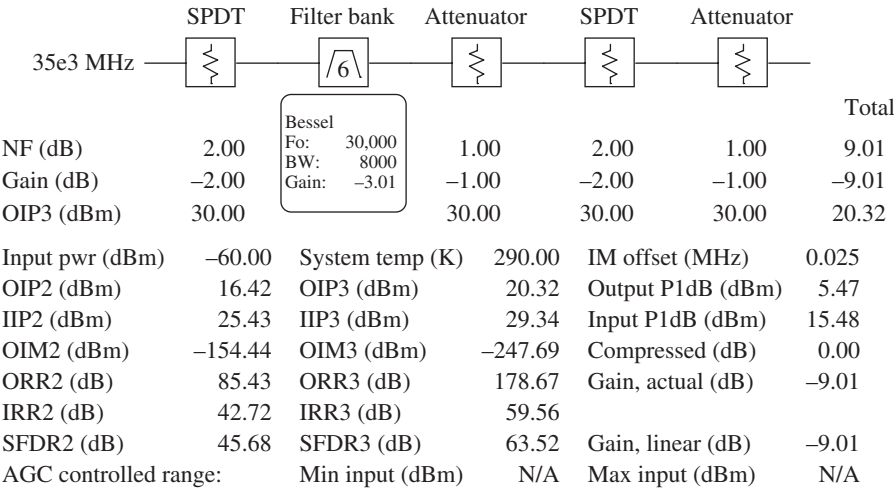 SPDT Filter bank Attenuator SPDT Attenuator
35e3 MHz 6
Total
Bessel
Fo: 30,000
BW: 8000
Gain: –3.01
NF (dB) 2.00 1.00 2.00 1.00 9.01
Gain (dB) –2.00 –1.00 –2.00 –1.00 –9.01
OIP3 (dBm) 30.00 30.00 30.00 30.00 20.32
Input pwr (dBm) –60.00 System temp (K) 290.00 IM offset (MHz) 0.025
OIP2 (dBm) 16.42 OIP3 (dBm) 20.32 Output P1dB (dBm) 5.47
IIP2 (dBm) 25.43 IIP3 (dBm) 29.34 Input P1dB (dBm) 15.48
OIM2 (dBm) –154.44 OIM3 (dBm) –247.69 Compressed (dB) 0.00
ORR2 (dB) 85.43 ORR3 (dB) 178.67 Gain, actual (dB) –9.01
IRR2 (dB) 42.72 IRR3 (dB) 59.56
SFDR2 (dB) 45.68 SFDR3 (dB) 63.52 Gain, linear (dB) –9.01
AGC controlled range: Min input (dBm) N/A Max input (dBm) N/A